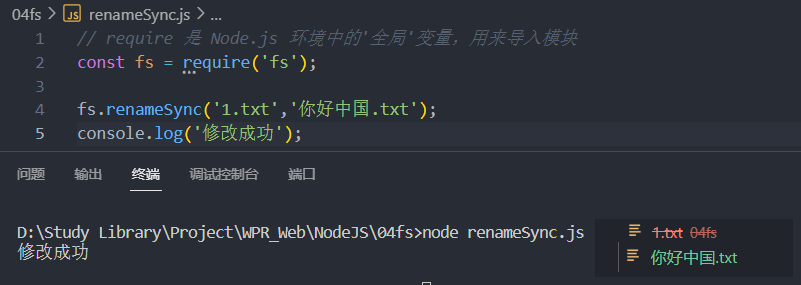 04fs > JS renameSync.js > ...
1 // require 是 Node.js 环境中的'全局'变量，用来导入模块
2 const fs = require('fs');
3
4 fs.renameSync('1.txt','你好中国.txt');
5 console.log('修改成功');
问题 输出 终端 调试控制台 端口
D:\Study Library\Project\WPR_Web\NodeJS\04fs>node renameSync.js
修改成功
1.txt 04fs
你好中国.txt